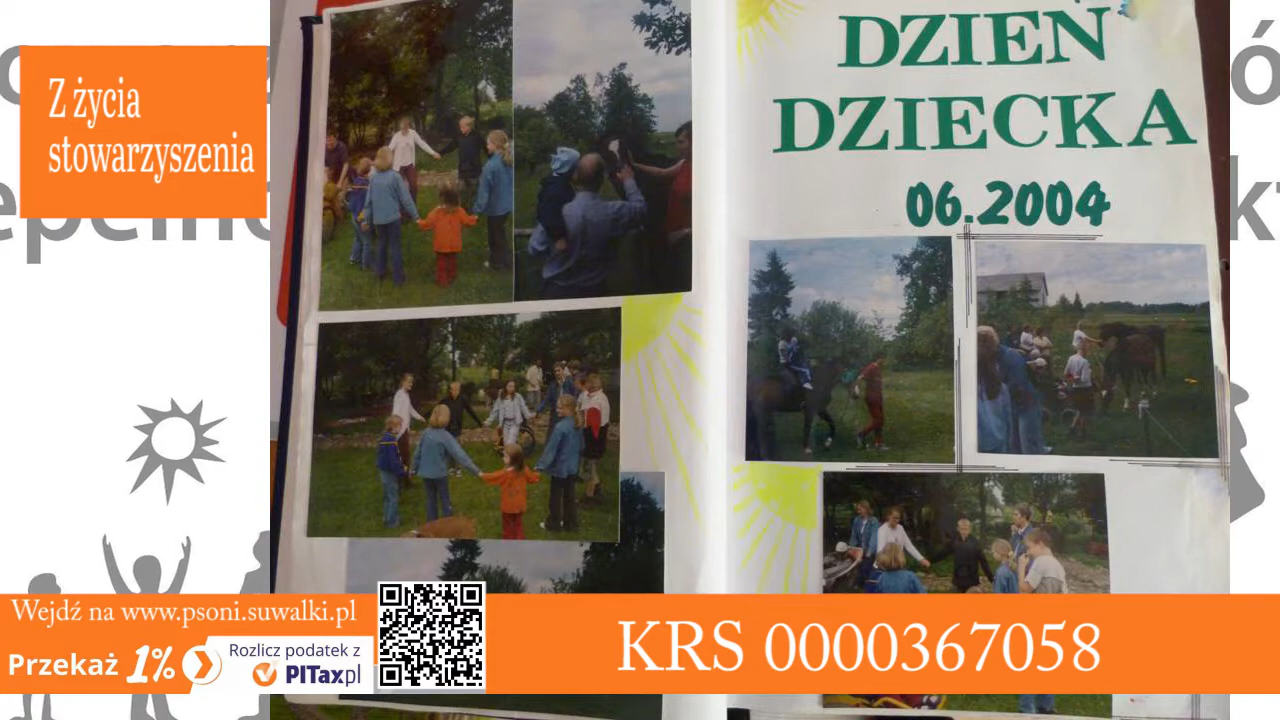 Z życia
stowarzyszenia
DZIEŃ
DZIECKA
06.2004
Wejdź na www.psoni.suwalki.pl
Przekaż 1%
Rozlicz podatek z
PITax.pl
KRS 0000367058